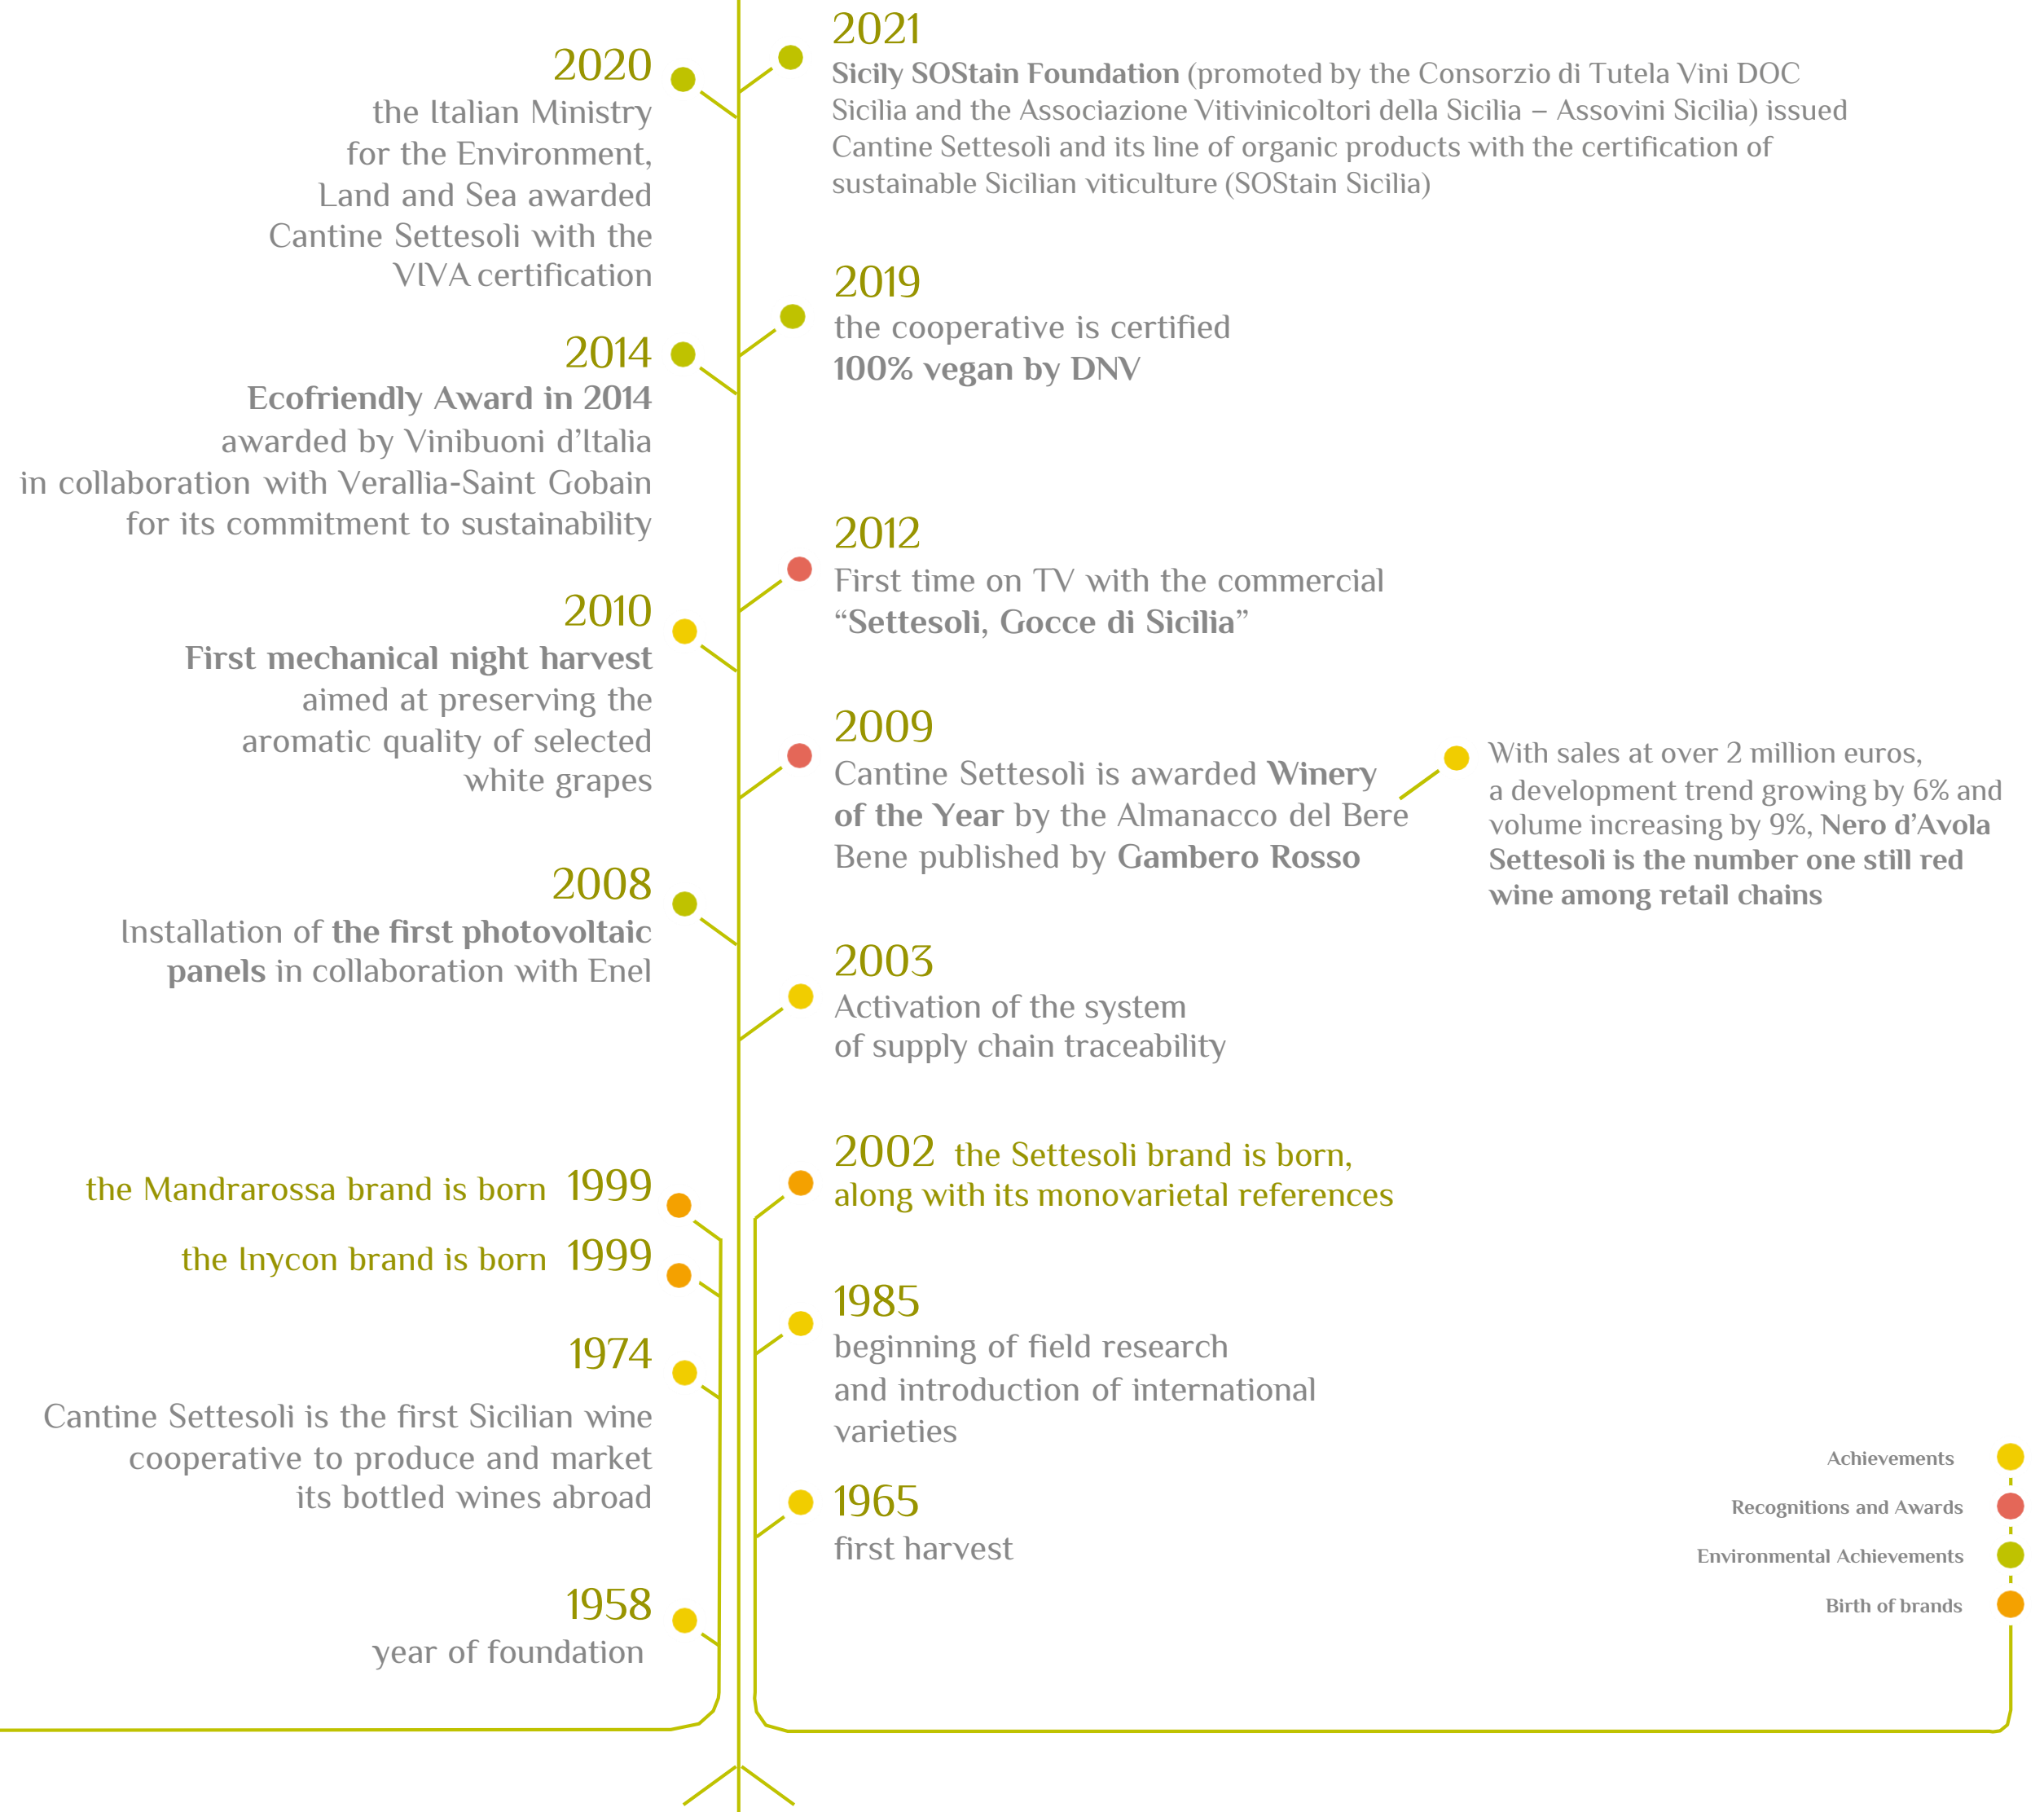 2021
Sicily SOStain Foundation (promoted by the Consorzio di Tutela Vini DOC
Sicilia and the Associazione Vitivinicoltori della Sicilia – Assovini Sicilia) issued
Cantine Settesoli and its line of organic products with the certification of
sustainable Sicilian viticulture (SOStain Sicilia)
2020
the Italian Ministry
for the Environment,
Land and Sea awarded
Cantine Settesoli with the
VIVA certification
2019
the cooperative is certified
100% vegan by DNV
2014
Ecofriendly Award in 2014
awarded by Vinibuoni d’Italia
in collaboration with Verallia-Saint Gobain
for its commitment to sustainability
2012
First time on TV with the commercial
“Settesoli, Gocce di Sicilia”
2010
First mechanical night harvest
aimed at preserving the
aromatic quality of selected
white grapes
2009
Cantine Settesoli is awarded Winery
of the Year by the Almanacco del Bere
Bene published by Gambero Rosso
With sales at over 2 million euros,
a development trend growing by 6% and
volume increasing by 9%, Nero d’Avola
Settesoli is the number one still red
wine among retail chains
2008
Installation of the first photovoltaic
panels in collaboration with Enel
2003
Activation of the system
of supply chain traceability
2002 the Settesoli brand is born,
along with its monovarietal references
the Mandrarossa brand is born 1999
the Inycon brand is born 1999
1985
beginning of field research
and introduction of international
varieties
1974
Cantine Settesoli is the first Sicilian wine
cooperative to produce and market
its bottled wines abroad
1965
first harvest
1958
year of foundation
Achievements
Recognitions and Awards
Environmental Achievements
Birth of brands